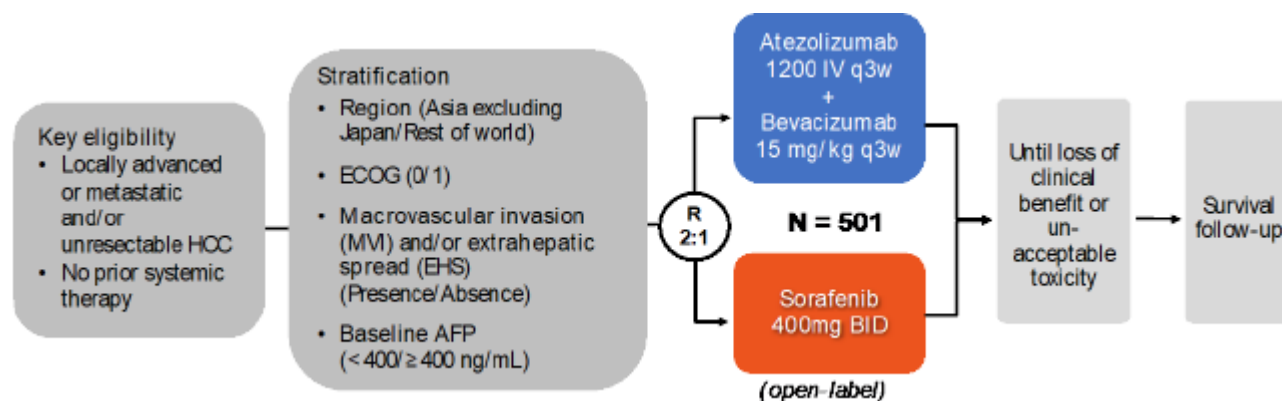 Key eligibility
• Locally advanced
or metastatic
and/or
unresectable HCC
• No prior systemic
therapy
Stratification
• Region (Asia excluding
Japan/Rest of world)
• ECOG (0/1)
• Macrovascular invasion
(MVI) and/or extrahepatic
spread (EHS)
(Presence/Absence)
• Baseline AFP
(<400/≥400 ng/mL)
R
2:1
Atezolizumab
1200 IV q3w
+
Bevacizumab
15 mg/kg q3w
N = 501
Sorafenib
400mg BID
(open-label)
Until loss of
clinical
benefit or
un-
acceptable
toxicity
Survival
follow-up